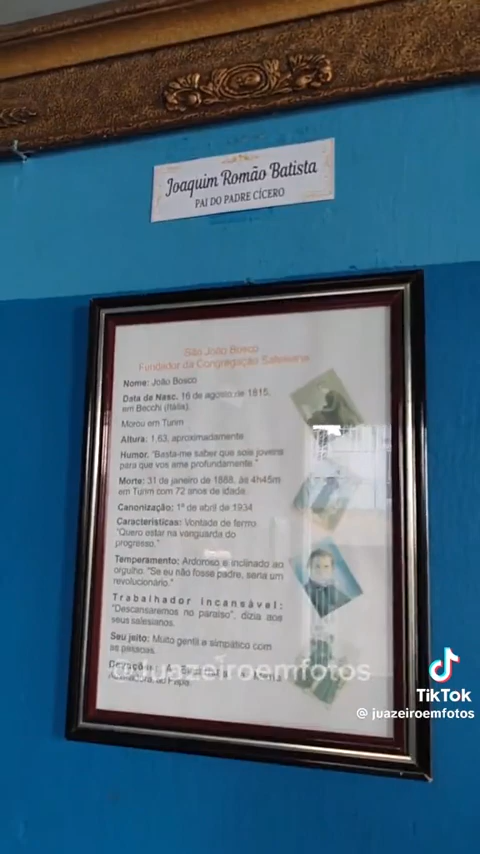 Joaquim Romão Batista
PAI DO PADRE CÍCERO
São João Bosco
Fundador da Congregação Salesiana
Nome: João Bosco
Data de Nasc. 16 de agosto de 1815,
em Becchi (Itália).
Morou em Turim
Altura: 1,63, aproximadamente
Humor. "Basta-me saber que sois jovens
para que vos ame profundamente."
Morte: 31 de janeiro de 1888, às 4h45m
em Turim com 72 anos de idade
Canonização: 1º de abril de 1934
Características: Vontade de ferro.
"Quero estar na vanguarda do
progresso."
Temperamento: Ardoroso e inclinado ao
orgulho. "Se eu não fosse padre, seria um
revolucionário."
Trabalhador incansável:
"Descansaremos no paraíso", dizia aos
seus salesianos.
Seu jeito: Muito gentil e simpático com
as pessoas.
@juazeiroemfotos
TikTok
@ juazeiroemfotos